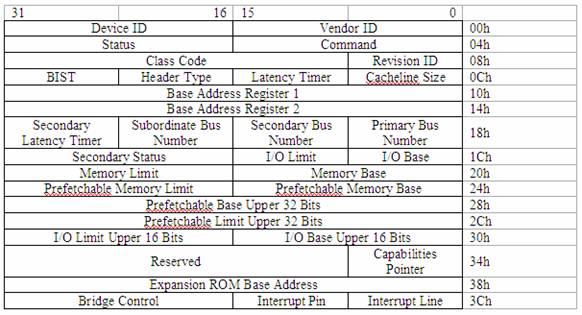 31 16 15 0
Device ID Vendor ID 00h
Status Command 04h
Class Code Revision ID 08h
BIST Header Type Latency Timer Cacheline Size 0Ch
Base Address Register 1 10h
Base Address Register 2 14h
Secondary Latency Timer Subordinate Bus Number Secondary Bus Number Primary Bus Number 18h
Secondary Status I/O Limit I/O Base 1Ch
Memory Limit Memory Base 20h
Prefetchable Memory Limit Prefetchable Memory Base 24h
Prefetchable Base Upper 32 Bits 28h
Prefetchable Limit Upper 32 Bits 2Ch
I/O Limit Upper 16 Bits I/O Base Upper 16 Bits 30h
Reserved Capabilities Pointer 34h
Expansion ROM Base Address 38h
Bridge Control Interrupt Pin Interrupt Line 3Ch